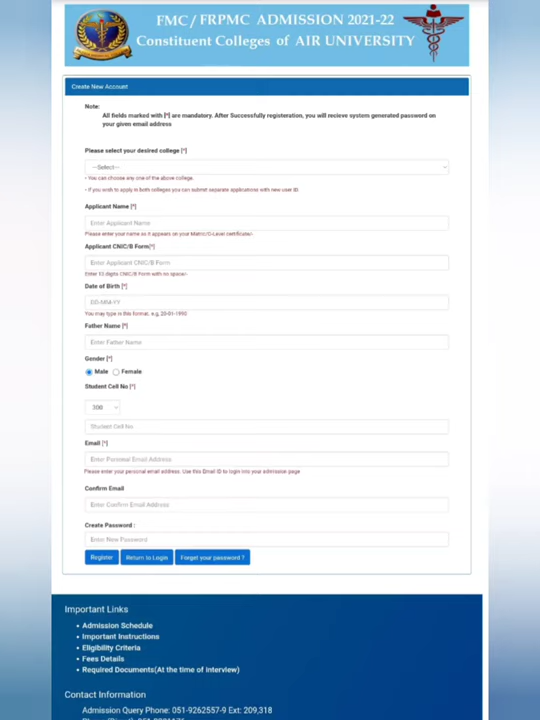 FMC / FRPMC ADMISSION 2021-22
Constituent Colleges of AIR UNIVERSITY
Create New Account
Note:
All fields marked with [*] are mandatory. After Successfully registeration, you will recieve system generated password on
your given email address
Please select your desired college [*]
--Select--
• You can choose any one of the above college.
• If you wish to apply in both colleges you can submit separate applications with new user ID
Applicant Name [*]
Enter Applicant Name
Please enter your name as it appears on your Matric/O-Level certificate/-
Applicant CNIC/B Form[*]
Enter Applicant CNIC/B Form
Enter 13 digits CNIC/B Form with no space/-
Date of Birth [*]
DD-MM-YY
You may type in this format, e.g, 20-01-1992
Father Name [*]
Enter Father Name
Gender [*]
Male Female
Student Cell No [*]
300
Student Cell No
Email [*]
Enter Personal Email Address
Please enter your personal email address. Use this Email ID to login into your admission page
Confirm Email
Enter Confirm Email Address
Create Password :
Enter New Password
Register Return to Login Forget your password ?
Important Links
• Admission Schedule
• Important Instructions
• Eligibility Criteria
• Fees Details
• Required Documents(At the time of Interview)
Contact Information
Admission Query Phone: 051-9262557-9 Ext: 209,318